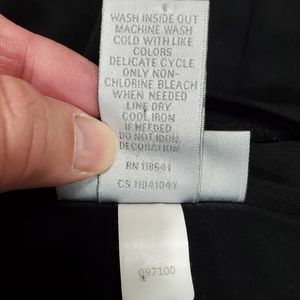 WASH INSIDE OUT
MACHINE WASH
COLD WITH LIKE
COLORS
DELICATE CYCLE
ONLY NON-
CHLORINE BLEACH
WHEN NEEDED
LINE DRY
COOL IRON
IF NEEDED
DO NOT IRON
DECORATION
RN 118641
CS 11041047
097100